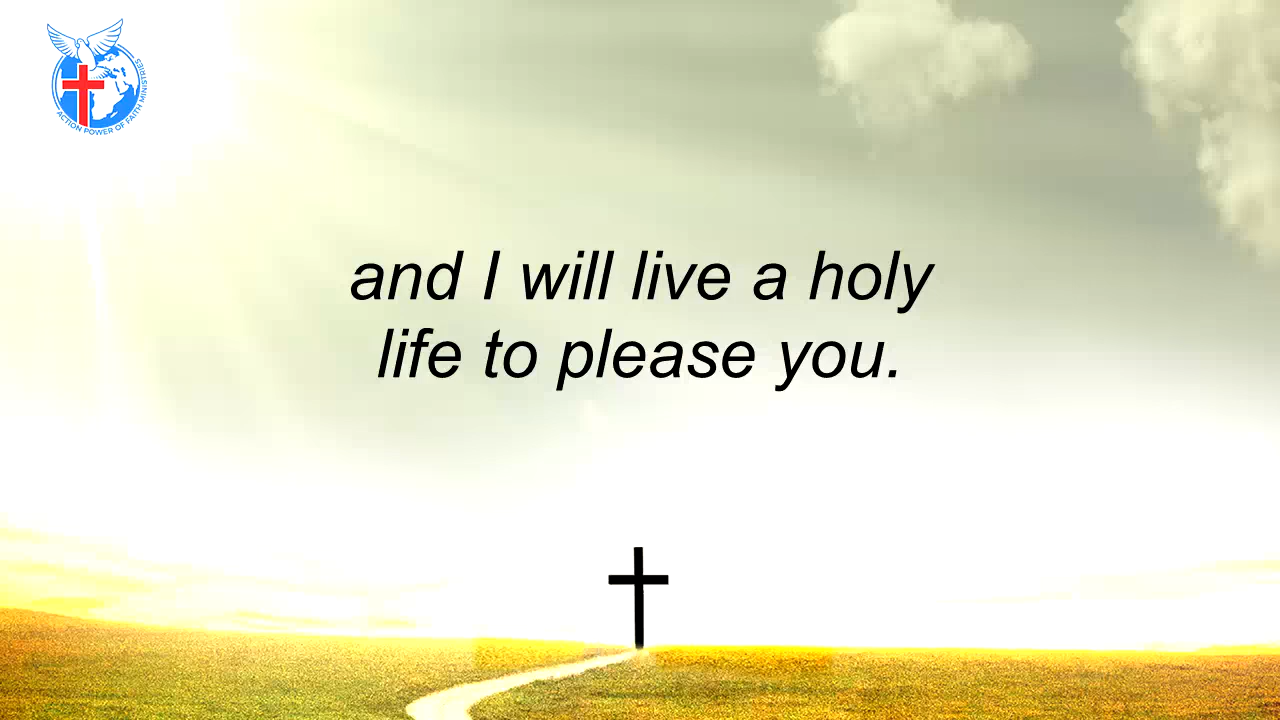 ACTION POWER OF FAITH MINISTRIES
and I will live a holy
life to please you.